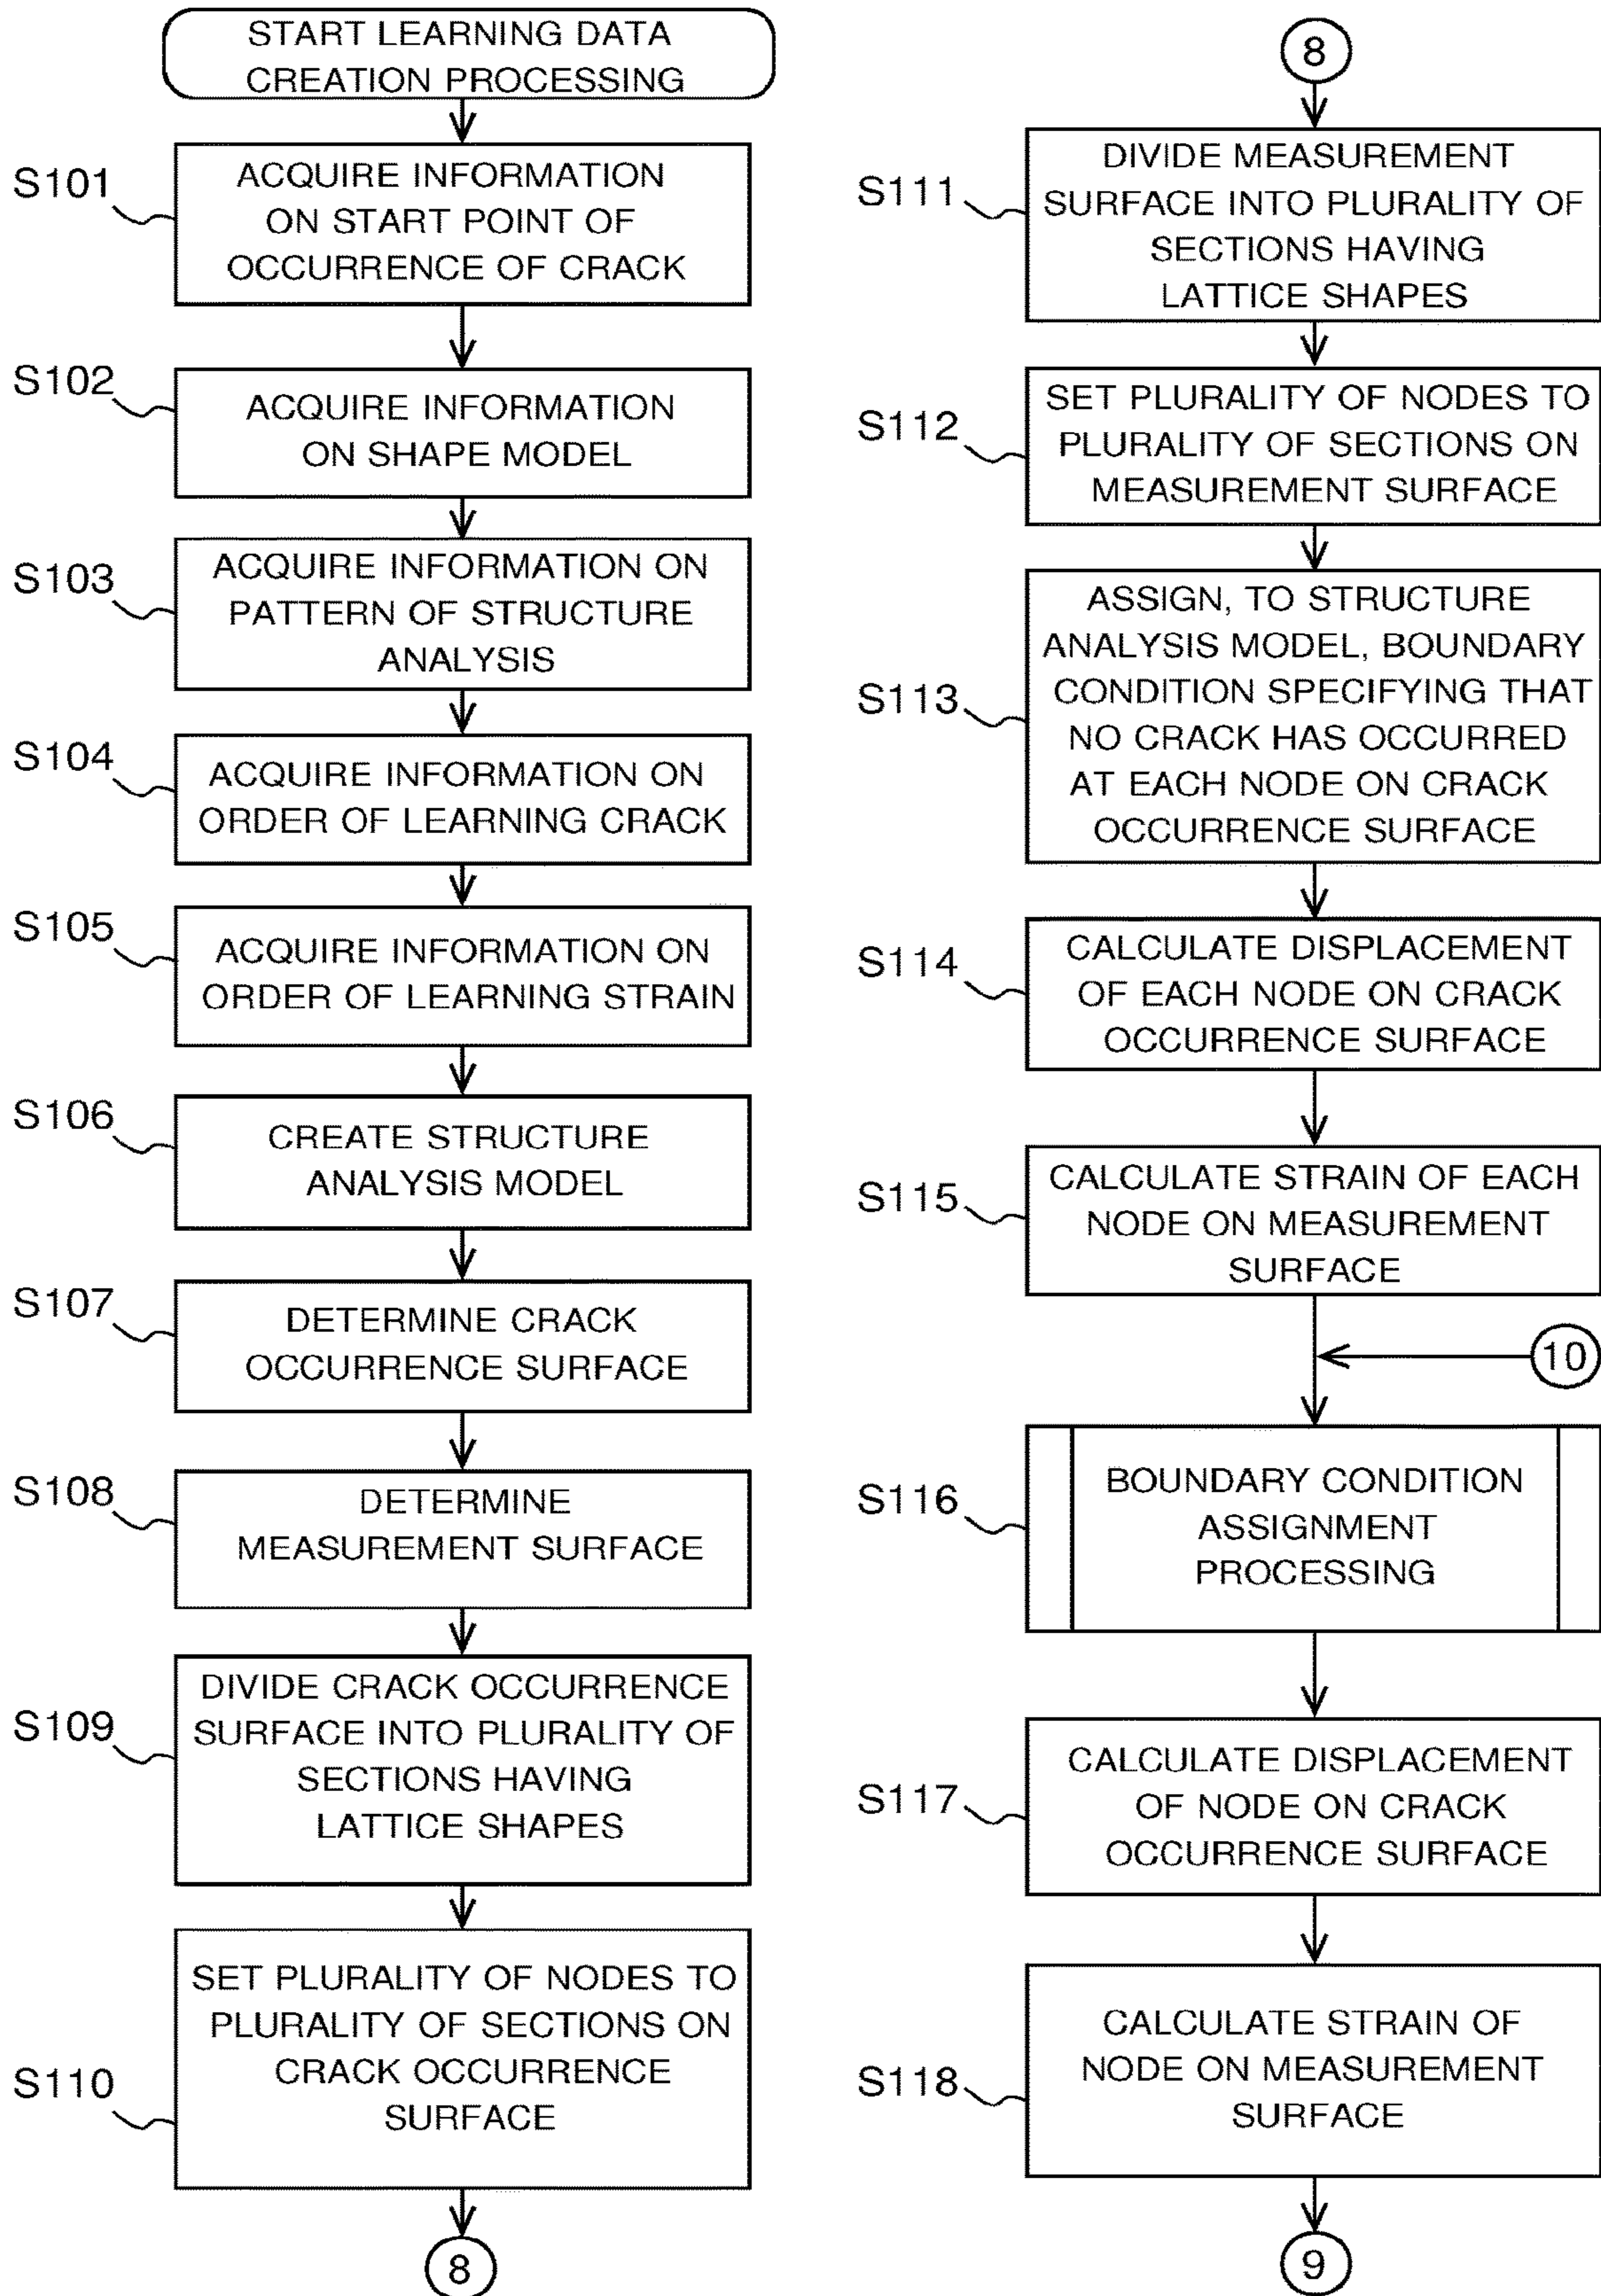 START LEARNING DATA
CREATION PROCESSING
S101
ACQUIRE INFORMATION
ON START POINT OF
OCCURRENCE OF CRACK
S102
ACQUIRE INFORMATION
ON SHAPE MODEL
S103
ACQUIRE INFORMATION ON
PATTERN OF STRUCTURE
ANALYSIS
S104
ACQUIRE INFORMATION ON
ORDER OF LEARNING CRACK
S105
ACQUIRE INFORMATION ON
ORDER OF LEARNING STRAIN
S106
CREATE STRUCTURE
ANALYSIS MODEL
S107
DETERMINE CRACK
OCCURRENCE SURFACE
S108
DETERMINE
MEASUREMENT SURFACE
S109
DIVIDE CRACK OCCURRENCE
SURFACE INTO PLURALITY OF
SECTIONS HAVING
LATTICE SHAPES
S110
SET PLURALITY OF NODES TO
PLURALITY OF SECTIONS ON
CRACK OCCURRENCE
SURFACE
8
8
S111
DIVIDE MEASUREMENT
SURFACE INTO PLURALITY OF
SECTIONS HAVING
LATTICE SHAPES
S112
SET PLURALITY OF NODES TO
PLURALITY OF SECTIONS ON
MEASUREMENT SURFACE
S113
ASSIGN, TO STRUCTURE
ANALYSIS MODEL, BOUNDARY
CONDITION SPECIFYING THAT
NO CRACK HAS OCCURRED
AT EACH NODE ON CRACK
OCCURRENCE SURFACE
S114
CALCULATE DISPLACEMENT
OF EACH NODE ON CRACK
OCCURRENCE SURFACE
S115
CALCULATE STRAIN OF EACH
NODE ON MEASUREMENT
SURFACE
10
S116
BOUNDARY CONDITION
ASSIGNMENT
PROCESSING
S117
CALCULATE DISPLACEMENT
OF NODE ON CRACK
OCCURRENCE SURFACE
S118
CALCULATE STRAIN OF
NODE ON MEASUREMENT
SURFACE
9